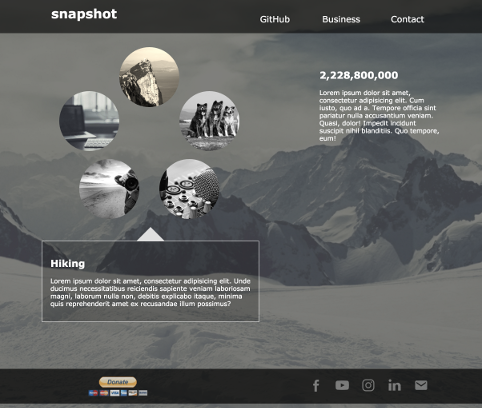 snapshot
GitHub Business Contact
2,228,800,000
Lorem ipsum dolor sit amet,
consectetur adipisicing elit. Cum
iusto, quo ad a. Tempore officia sint
pariatur nulla accusantium veniam.
Quasi, dolor! Impedit incidunt
suscipit nihil blanditiis. Quo tempore,
eum!
Hiking
Lorem ipsum dolor sit amet, consectetur adipisicing elit. Unde
ducimus necessitatibus reiciendis sapiente veniam laboriosam
magni, laborum nulla non, debitis explicabo itaque, minima
quis reprehenderit amet ex recusandae illum possimus?
Donate